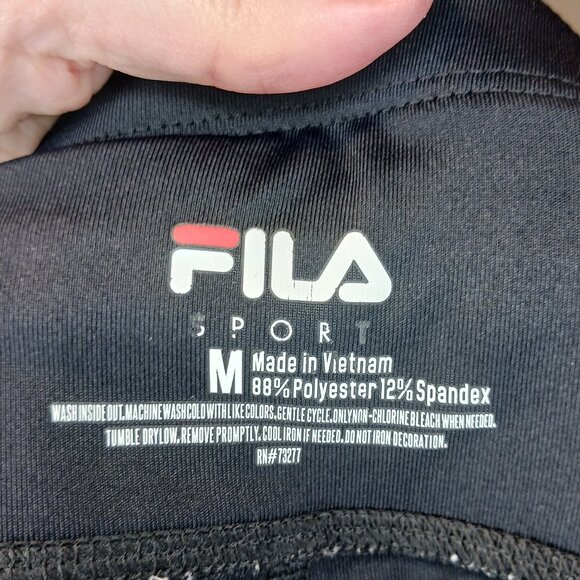 FILA
SPORT
M Made in Vietnam
88% Polyester 12% Spandex
WASH INSIDE OUT. MACHINE WASH COLD WITH LIKE COLORS. GENTLE CYCLE. ONLY NON-CHLORINE BLEACH WHEN NEEDED.
TUMBLE DRY LOW. REMOVE PROMPTLY. COOL IRON IF NEEDED. DO NOT IRON DECORATION.
RN#73277